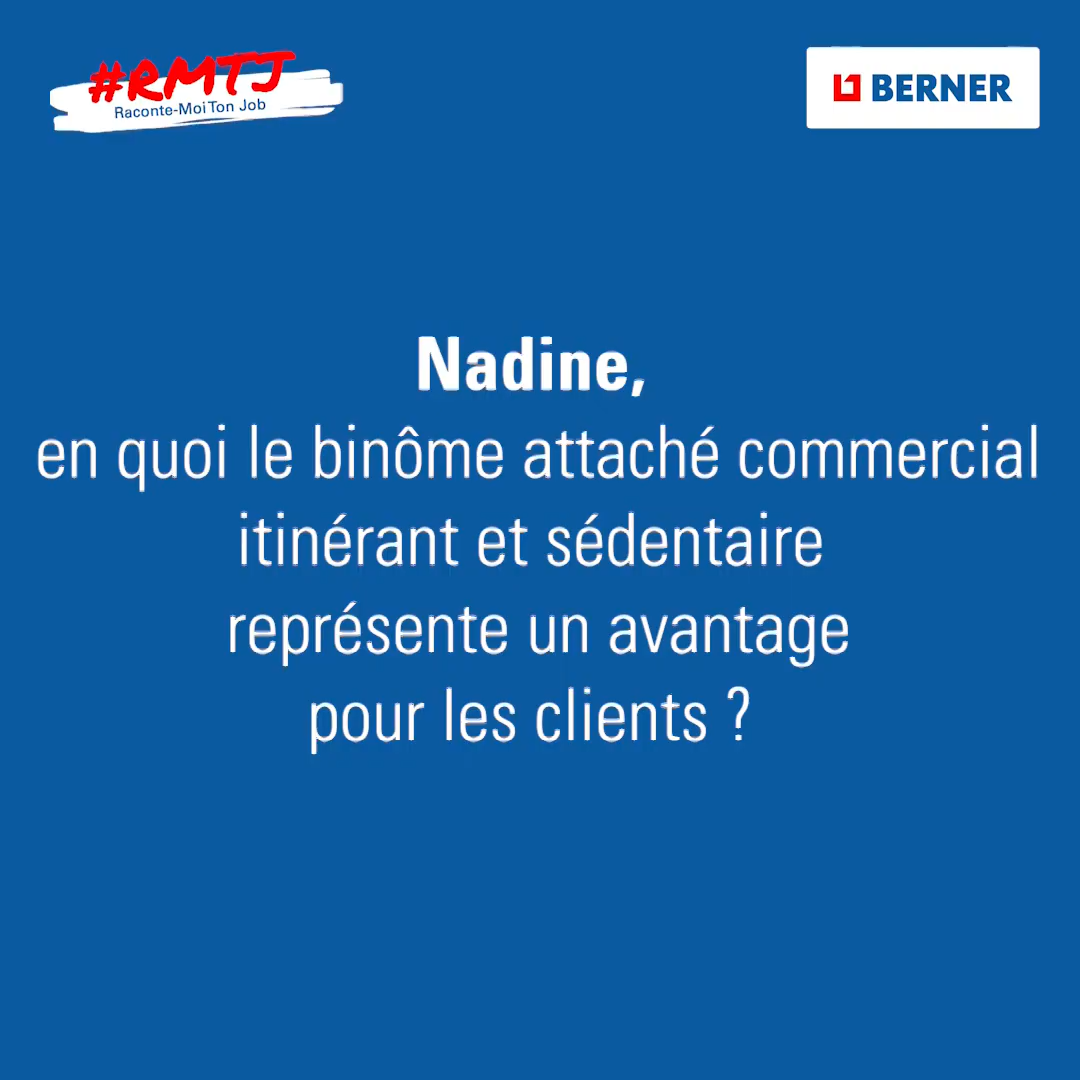 #RMTJ
Raconte-Moi Ton Job
BERNER
Nadine,
en quoi le binôme attaché commercial
itinérant et sédentaire
représente un avantage
pour les clients ?